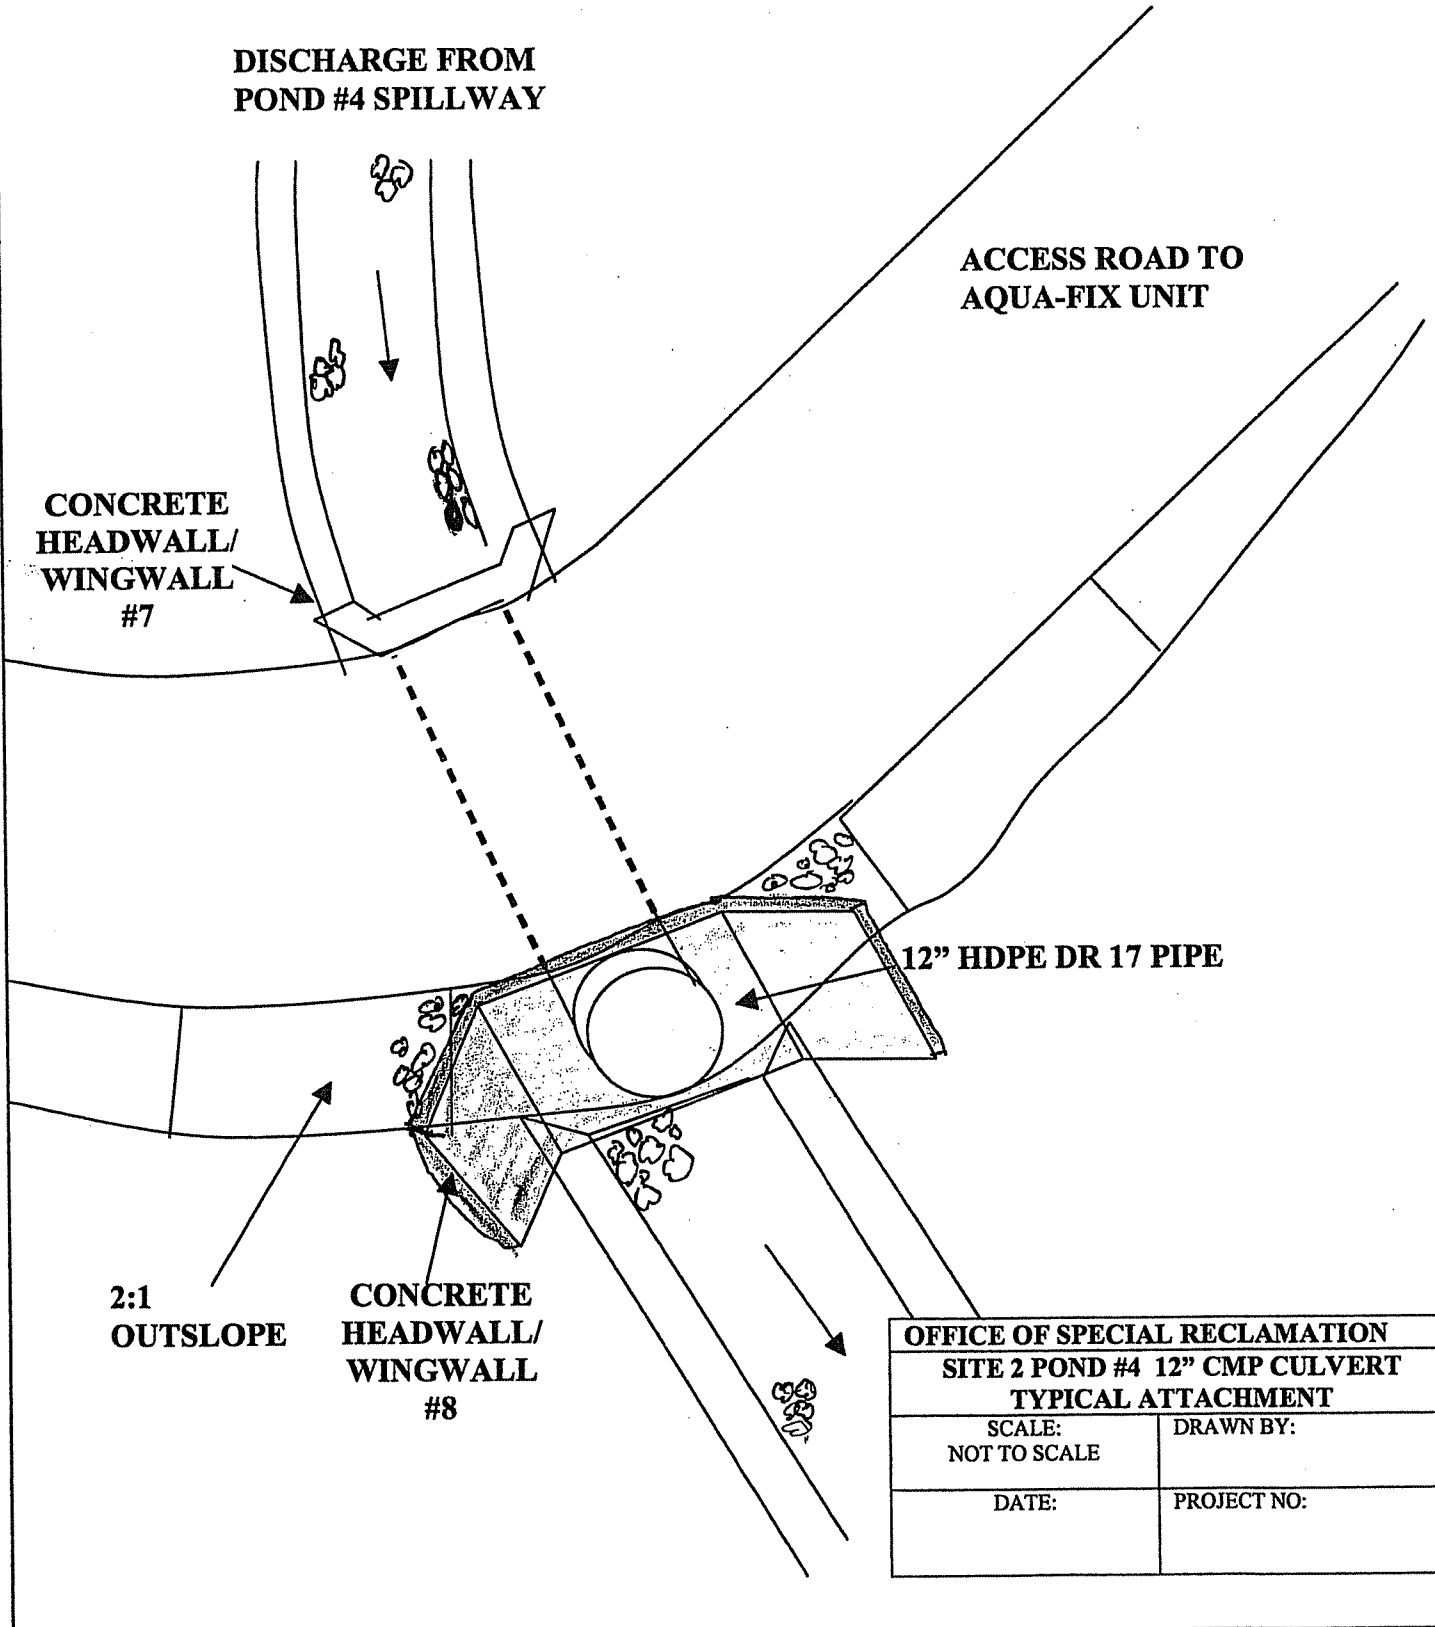 DISCHARGE FROM
POND #4 SPILLWAY
ACCESS ROAD TO
AQUA-FIX UNIT
CONCRETE
HEADWALL/
WINGWALL
#7
12” HDPE DR 17 PIPE
2:1
OUTSLOPE
CONCRETE
HEADWALL/
WINGWALL
#8
OFFICE OF SPECIAL RECLAMATION
SITE 2 POND #4 12” CMP CULVERT
TYPICAL ATTACHMENT
SCALE:
NOT TO SCALE
DRAWN BY:
DATE:
PROJECT NO: